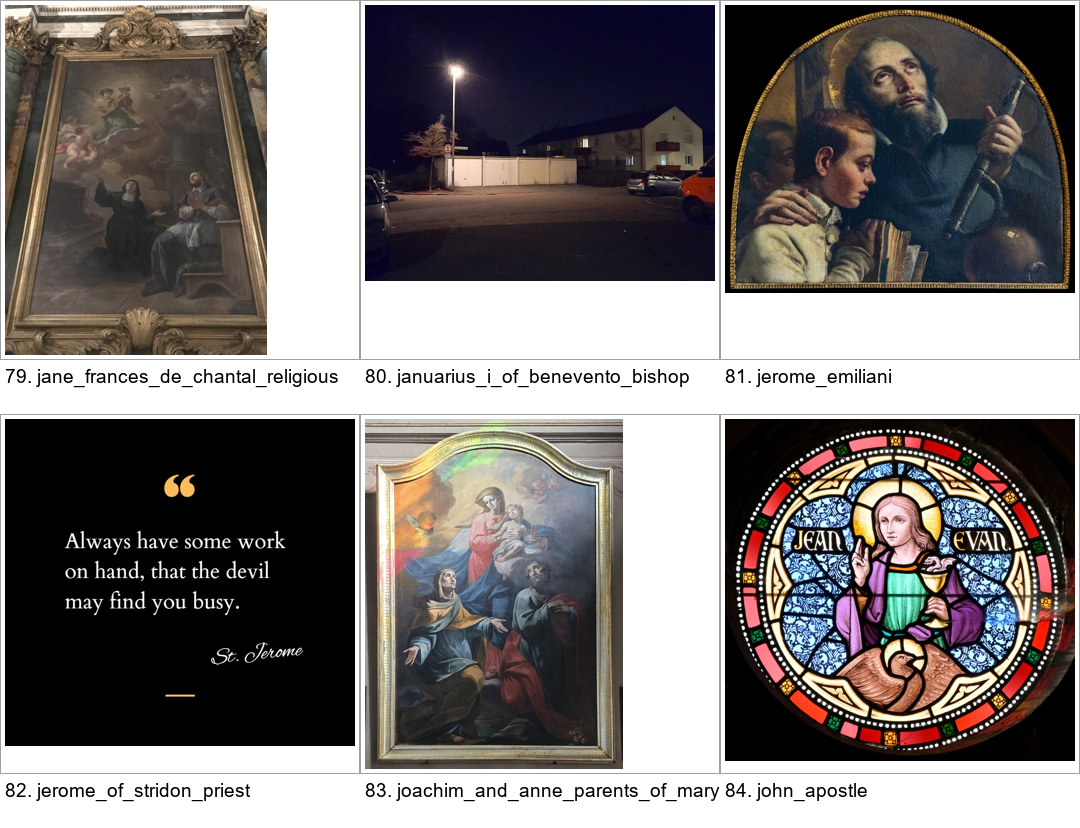 79. jane_frances_de_chantal_religious
80. januarius_i_of_benevento_bishop
81. jerome_emiliani
“
Always have some work
on hand, that the devil
may find you busy.
St. Jerome
JEAN EVAN
82. jerome_of_stridon_priest
83. joachim_and_anne_parents_of_mary
84. john_apostle